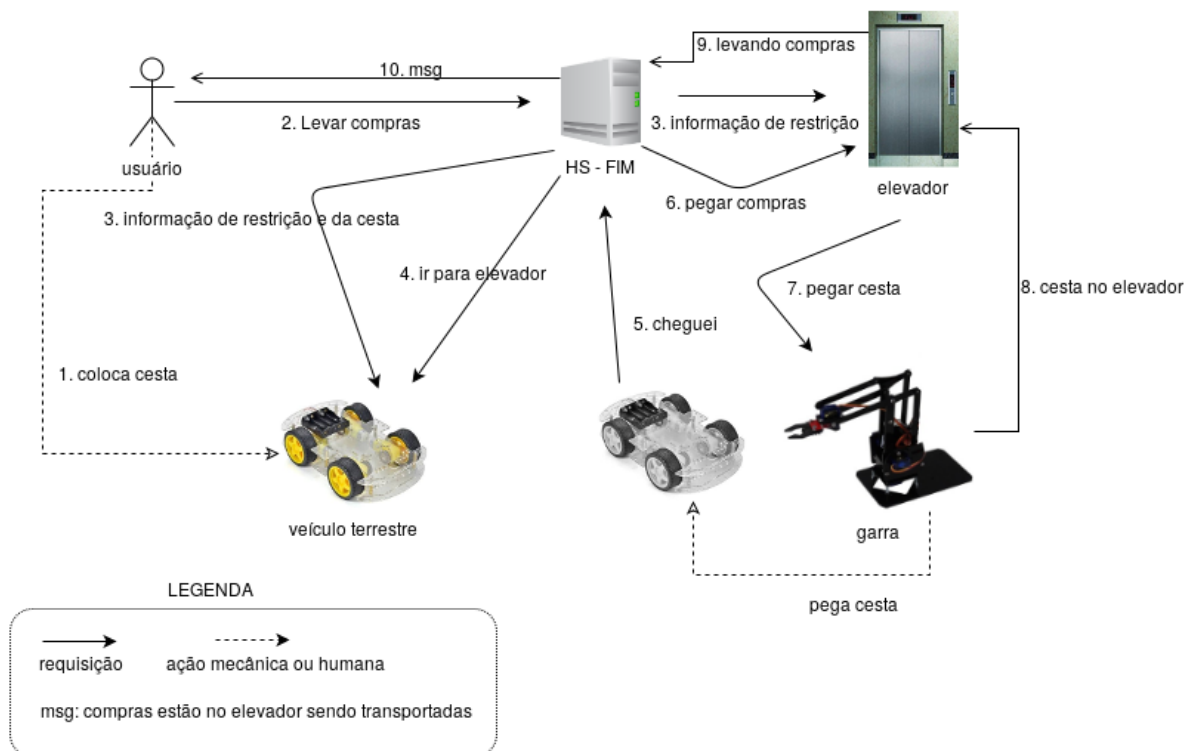 9. levando compras
10. msg
2. Levar compras
3. informação de restrição
usuário
HS - FIM
elevador
6. pegar compras
3. informação de restrição e da cesta
4. ir para elevador
7. pegar cesta
8. cesta no elevador
5. cheguei
1. coloca cesta
veículo terrestre
garra
pega cesta
LEGENDA
requisição
ação mecânica ou humana
msg: compras estão no elevador sendo transportadas